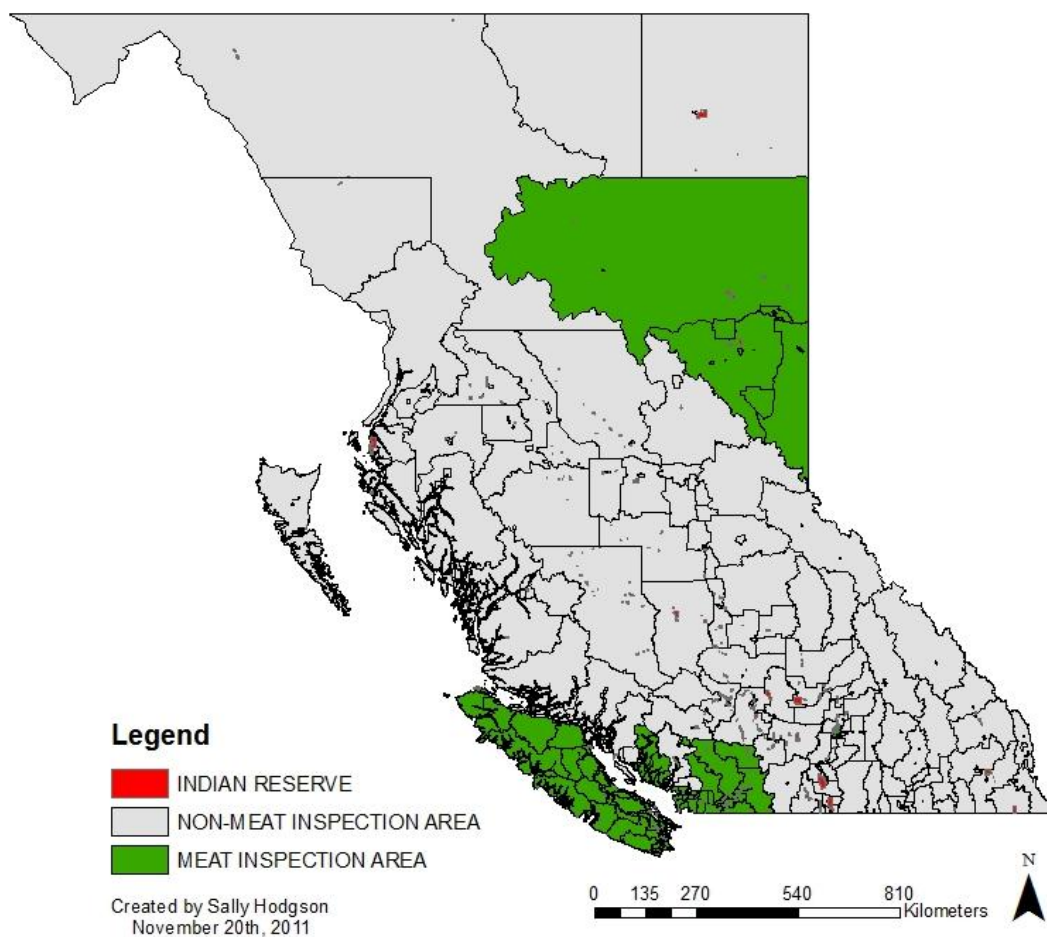 Legend
INDIAN RESERVE
NON-MEAT INSPECTION AREA
MEAT INSPECTION AREA
Created by Sally Hodgson
November 20th, 2011
N
0 135 270 540 810
Kilometers